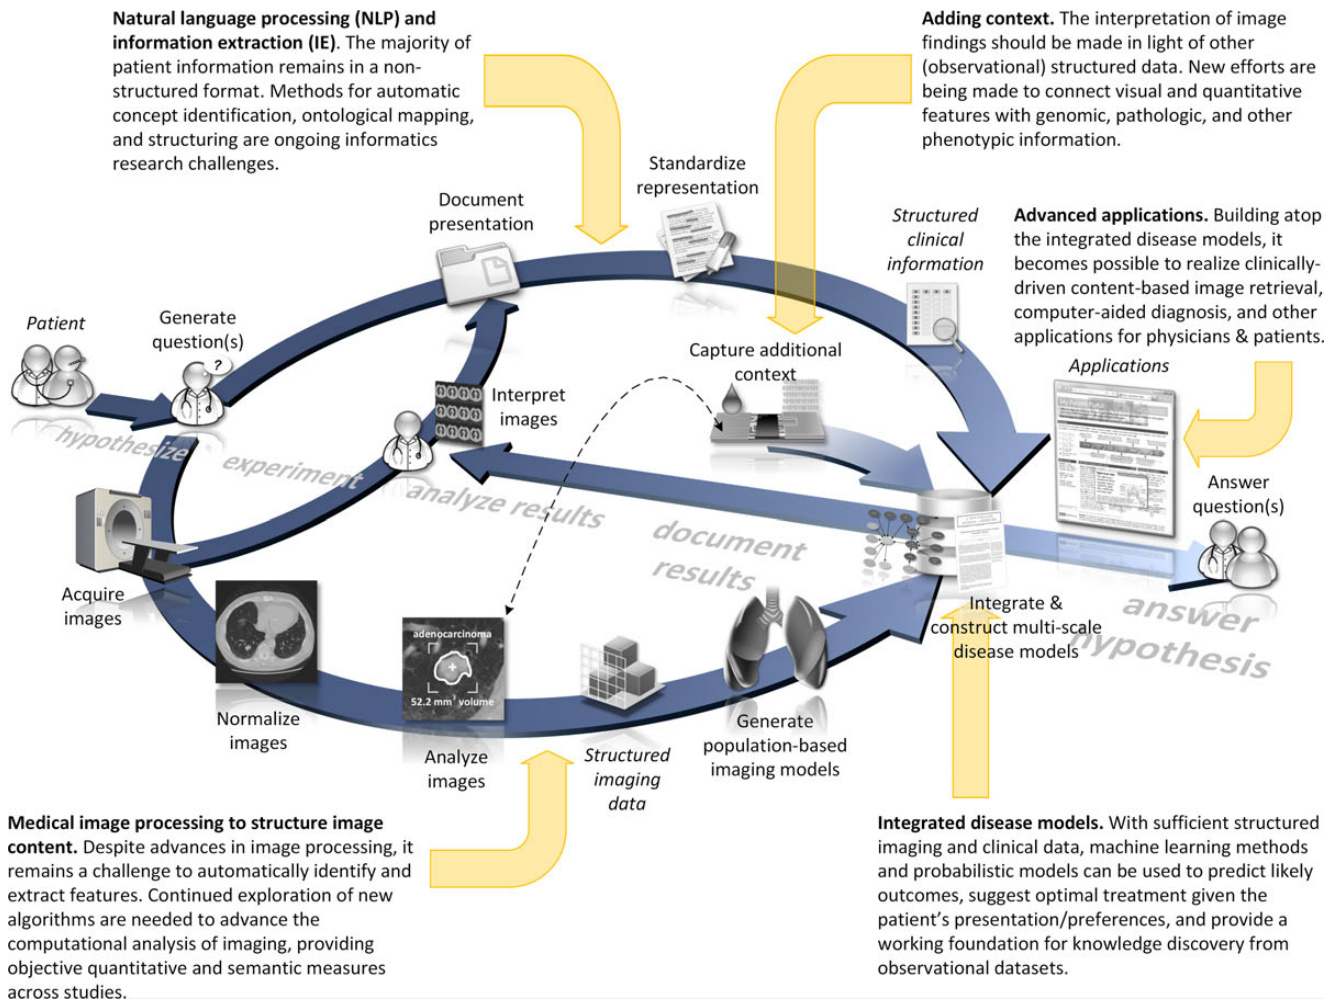 Natural language processing (NLP) and
information extraction (IE). The majority of
patient information remains in a non-
structured format. Methods for automatic
concept identification, ontological mapping,
and structuring are ongoing informatics
research challenges.
Adding context. The interpretation of image
findings should be made in light of other
(observational) structured data. New efforts are
being made to connect visual and quantitative
features with genomic, pathologic, and other
phenotypic information.
Standardize
representation
Document
presentation
Structured
clinical
information
Advanced applications. Building atop
the integrated disease models, it
becomes possible to realize clinically-
driven content-based image retrieval,
computer-aided diagnosis, and other
applications for physicians & patients.
Patient
Generate
question(s)
?
Capture additional
context
Applications
Interpret
images
hypothesize
experiment
analyze results
document
results
answer
hypothesis
Answer
question(s)
Acquire
images
Integrate &
construct multi-scale
disease models
adenocarcinoma
52.2 mm³ volume
Normalize
images
Analyze
images
Structured
imaging
data
Generate
population-based
imaging models
Medical image processing to structure image
content. Despite advances in image processing, it
remains a challenge to automatically identify and
extract features. Continued exploration of new
algorithms are needed to advance the
computational analysis of imaging, providing
objective quantitative and semantic measures
across studies.
Integrated disease models. With sufficient structured
imaging and clinical data, machine learning methods
and probabilistic models can be used to predict likely
outcomes, suggest optimal treatment given the
patient's presentation/preferences, and provide a
working foundation for knowledge discovery from
observational datasets.